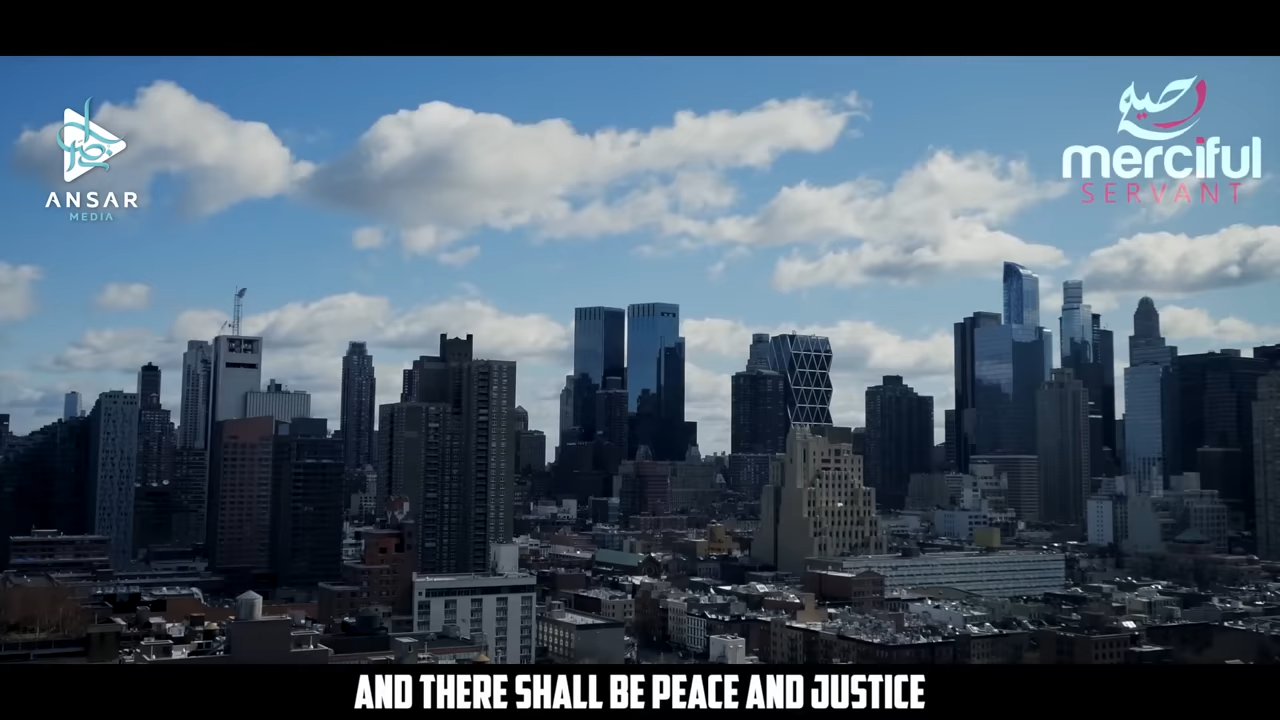 ANSAR
MEDIA
merciful
SERVANT
AND THERE SHALL BE PEACE AND JUSTICE